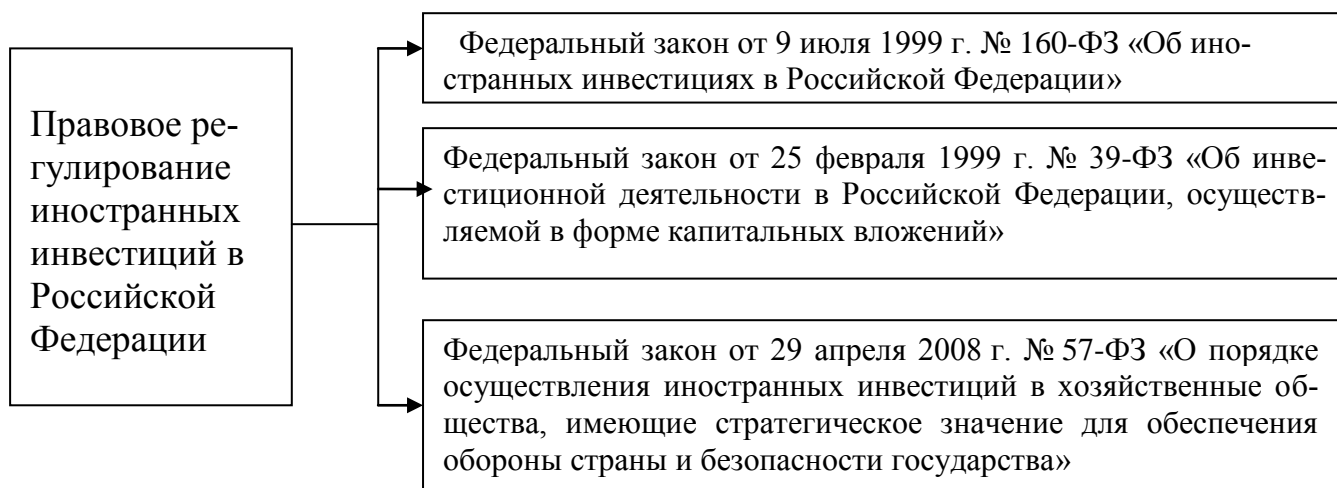 Правовое ре-
гулирование
иностранных
инвестиций в
Российской
Федерации
Федеральный закон от 9 июля 1999 г. № 160-ФЗ «Об ино-
странных инвестициях в Российской Федерации»
Федеральный закон от 25 февраля 1999 г. № 39-ФЗ «Об инве-
стиционной деятельности в Российской Федерации, осуществ-
ляемой в форме капитальных вложений»
Федеральный закон от 29 апреля 2008 г. № 57-ФЗ «О порядке
осуществления иностранных инвестиций в хозяйственные об-
щества, имеющие стратегическое значение для обеспечения
обороны страны и безопасности государства»